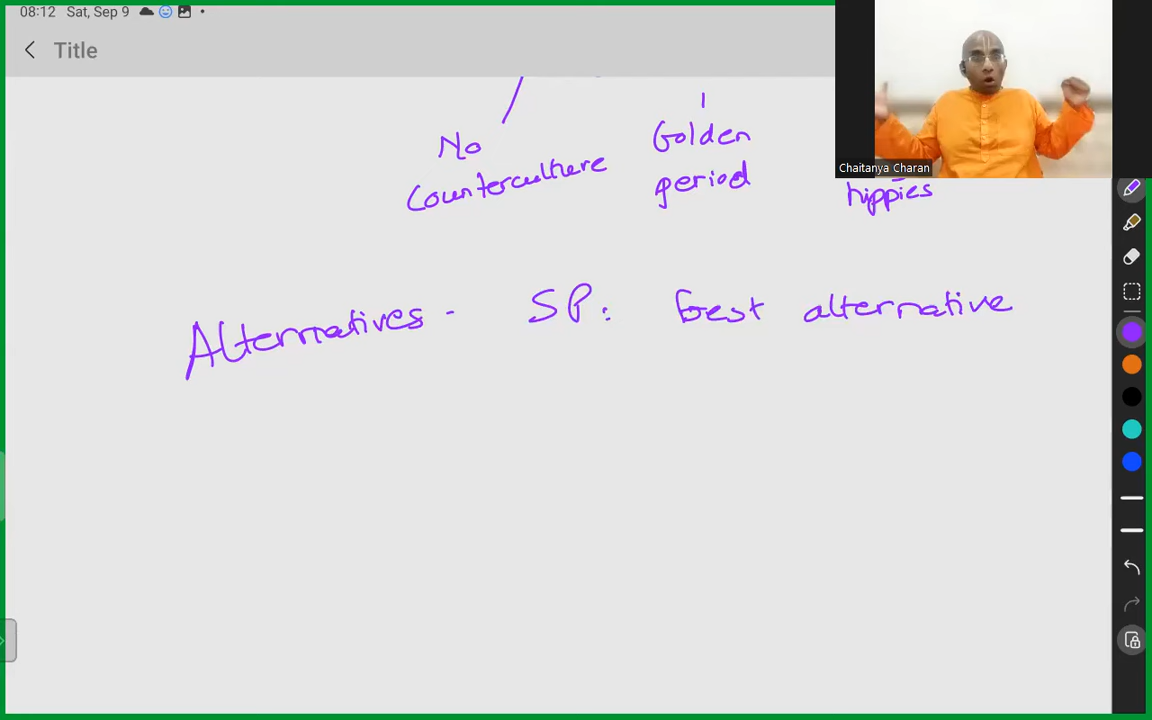 08:12 Sat, Sep 9
Title
Chaitanya Charan
No
Counterculture
Golden
period
hippies
Alternatives - SP: best alternative